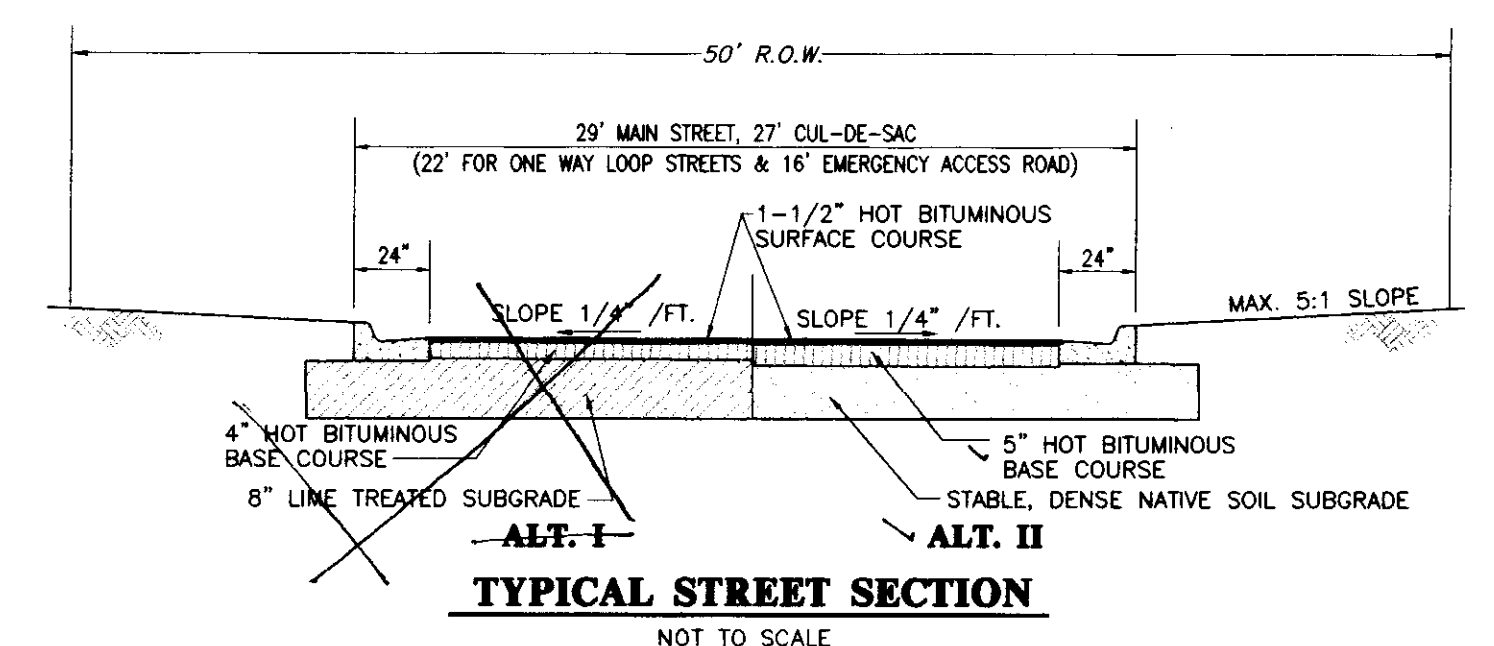 50' R.O.W.
29' MAIN STREET, 27' CUL-DE-SAC
(22' FOR ONE WAY LOOP STREETS & 16' EMERGENCY ACCESS ROAD)
1-1/2" HOT BITUMINOUS
SURFACE COURSE
24"
24"
SLOPE 1/4" /FT.
SLOPE 1/4" /FT.
MAX. 5:1 SLOPE
4" HOT BITUMINOUS
BASE COURSE
8" LIME TREATED SUBGRADE
5" HOT BITUMINOUS
BASE COURSE
STABLE, DENSE NATIVE SOIL SUBGRADE
ALT. I
ALT. II
TYPICAL STREET SECTION
NOT TO SCALE